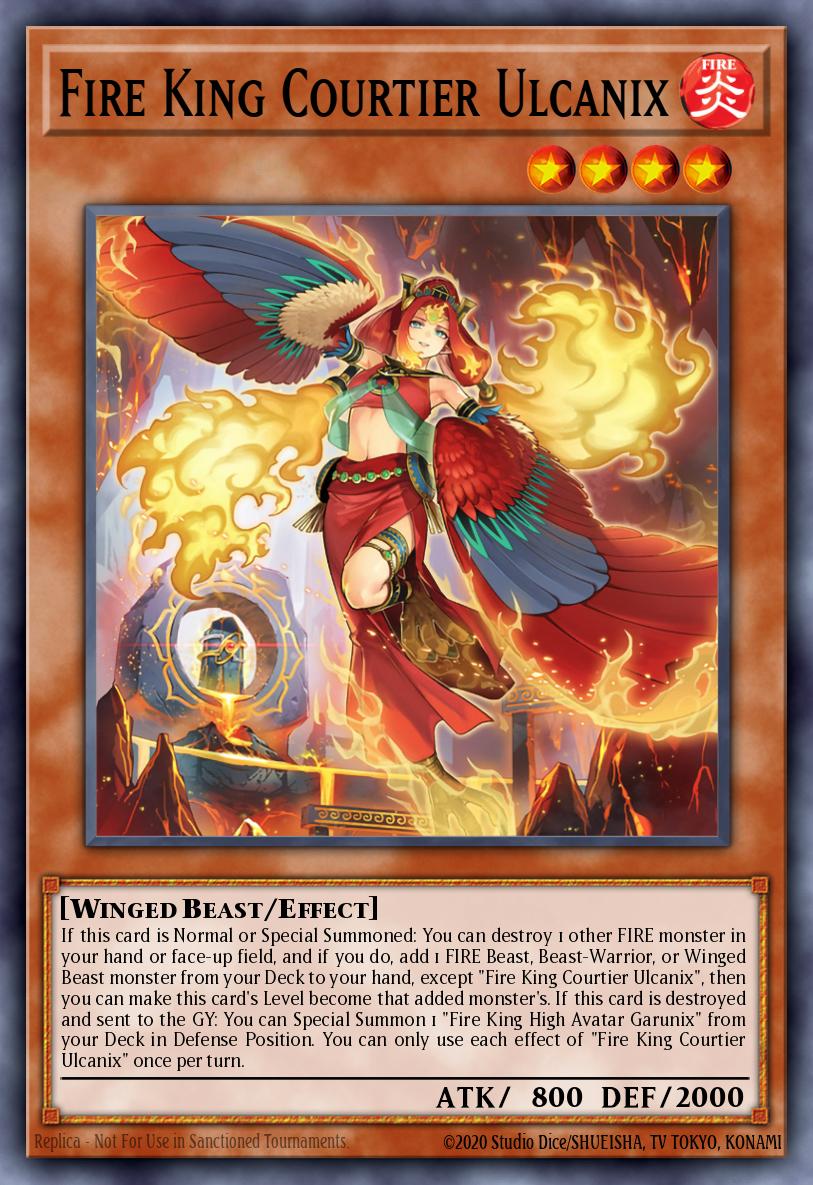 Fire King Courtier Ulcanix
FIRE
炎
[Winged Beast/Effect]
If this card is Normal or Special Summoned: You can destroy 1 other FIRE monster in
your hand or face-up field, and if you do, add 1 FIRE Beast, Beast-Warrior, or Winged
Beast monster from your Deck to your hand, except "Fire King Courtier Ulcanix", then
you can make this card's Level become that added monster's. If this card is destroyed
and sent to the GY: You can Special Summon 1 "Fire King High Avatar Garunix" from
your Deck in Defense Position. You can only use each effect of "Fire King Courtier
Ulcanix" once per turn.
ATK/ 800 DEF/2000
Replica - Not For Use in Sanctioned Tournaments.
©2020 Studio Dice/SHUEISHA, TV TOKYO, KONAMI